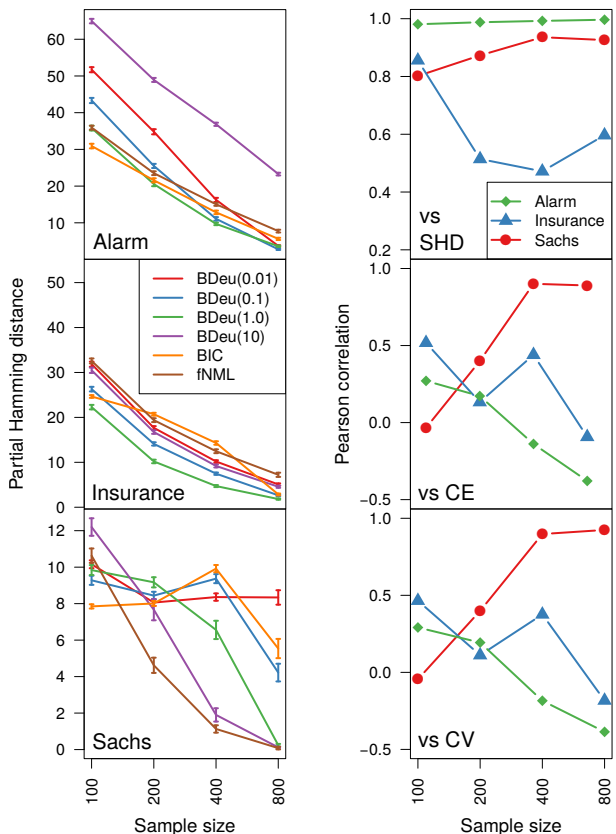 Partial Hamming distance
60
50
40
30
20
10
Alarm
50
40
30
20
10
0
Insurance
BDeu(0.01)
BDeu(0.1)
BDeu(1.0)
BDeu(10)
BIC
fNML
12
10
8
6
4
2
0
Sachs
100
200
400
800
Sample size
Pearson correlation
1.0
0.8
0.6
0.4
0.2
vs
SHD
Alarm
Insurance
Sachs
1.0
0.5
0.0
−0.5
vs CE
1.0
0.5
0.0
−0.5
vs CV
100
200
400
800
Sample size